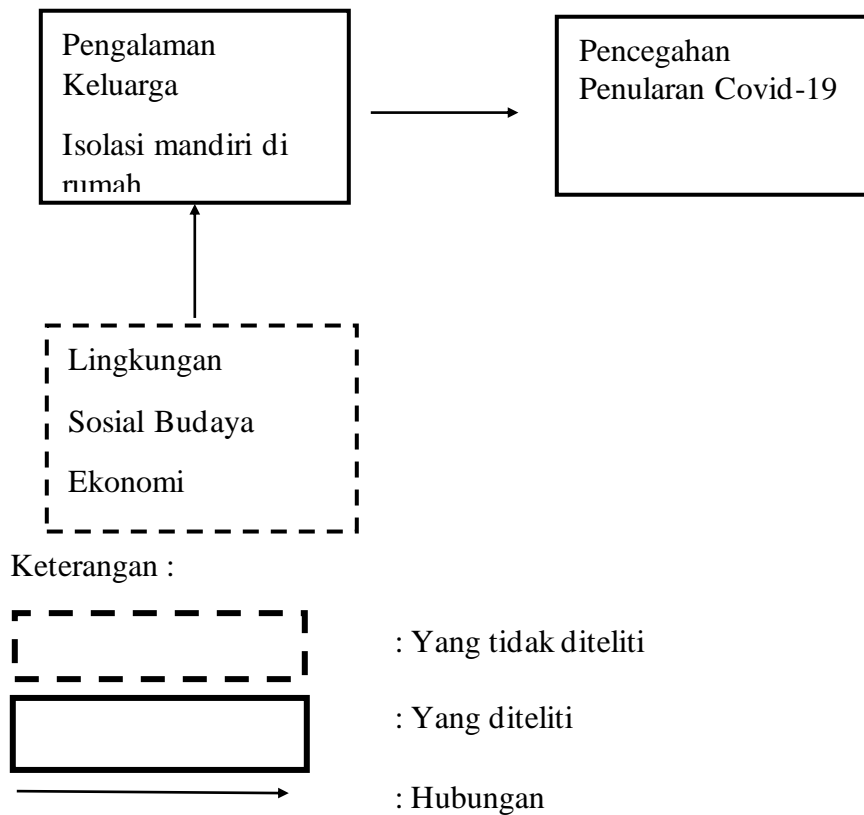 Pengalaman
Keluarga
Isolasi mandiri di
rumah
Pencegahan
Penularan Covid-19
Lingkungan
Sosial Budaya
Ekonomi
Keterangan :
: Yang tidak diteliti
: Yang diteliti
: Hubungan